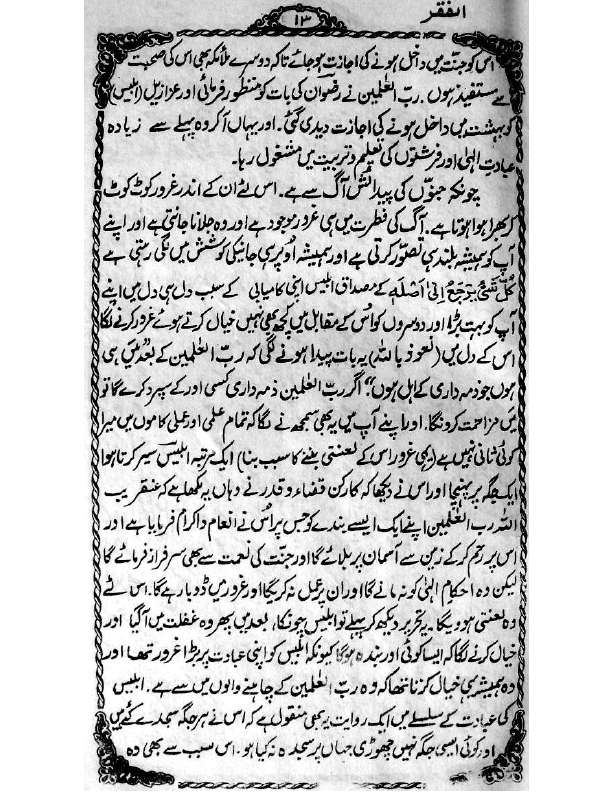 الفقر
۱۳
اس کو جنت میں داخل ہونے کی اجازت ہو جائے تاکہ دوسرے ملائکہ بھی اس کی صحبت
سے مستفیذ ہوں۔ رب العٰلمین نے رضوان کی بات کو منظور فرمائی اور عزازیل (ابلیس)
کو بہشت میں داخل ہونے کی اجازت دیدی گئی۔ اور یہاں آکر وہ پہلے سے زیادہ
عبادت الٰہی اور فرشتوں کی تعلیم و تربیت میں مشغول رہا۔
چونکہ جنوں کی پیدائش آگ سے ہے۔ اس لئے ان کے اندر غرور کوٹ کوٹ
کر بھرا ہوا ہوتا ہے۔ آگ کی فطرت میں ہی غرور موجود ہے اور وہ جلانا جانتی ہے اور اپنے
آپ کو ہمیشہ بلند ہی تصور کرتی ہے اور ہمیشہ اوپر ہی جانیکی کوشش میں لگی رہتی ہے
كُلُّ شَيْءٍ يَرْجِعُ إِلَىٰ أَصْلِهِ کے مصداق ابلیس اپنی کامیابی کے سبب دل ہی دل میں اپنے
آپ کو بہت بڑا اور دوسروں کو اس کے مقابل میں کچھ بھی نہیں خیال کرتے ہوئے غرور کرنے لگا
اس کے دل میں (نعوذ باللہ) یہ بات پیدا ہونے لگی کہ رب العٰلمین کے بعد "میں ہی
ہوں جو ذمہ داری کے اہل ہوں" اگر رب العٰلمین ذمہ داری کسی اور کے سپرد کرے گا تو
میں مزاحمت کرونگا۔ اور اپنے آپ میں یہ بھی سمجھنے لگا کہ تمام علمی اور عملی کاموں میں میرا
کوئی ثانی نہیں ہے (یہی غرور اس کے لعنتی بننے کا سبب بنا) ایک مرتبہ ابلیس سیر کرتا ہوا
ایک جگہ پر پہنچا اور اس نے دیکھا کہ کارکن قضاء و قدر نے وہاں یہ لکھا ہے کہ عنقریب
اللہ رب العٰلمین اپنے ایک ایسے بندے کو جس پر اس نے انعام و اکرام فرمایا ہے اور
اس پر رحم کرکے زمین سے آسمان پر بلائے گا اور جنت کی نعمت سے بھی سرفراز فرمائے گا
لیکن وہ احکام الٰہی کو نہ مانے گا اور ان پر عمل نہ کریگا اور غرور میں ڈوبا رہے گا۔ اس لئے
وہ لعنتی ہوویگا۔ یہ تحریر دیکھ کر پہلے تو ابلیس چونکا، بعد میں پھر وہ غفلت میں آگیا اور
خیال کرنے لگا کہ ایسا کوئی اور بندہ ہوگا کیونکہ ابلیس کو اپنی عبادت پر بڑا غرور تھا اور
وہ ہمیشہ یہی خیال کرتا تھا کہ وہ رب العٰلمین کے چاہنے والوں میں سے ہے۔ ابلیس
کی عبادت کے سلسلے میں ایک روایت یہ بھی منقول ہے کہ اس نے ہر جگہ سجدے کئے ہیں
اور کوئی ایسی جگہ نہیں چھوڑی جہاں پر سجدہ نہ کیا ہو۔ اس سبب سے بھی وہ